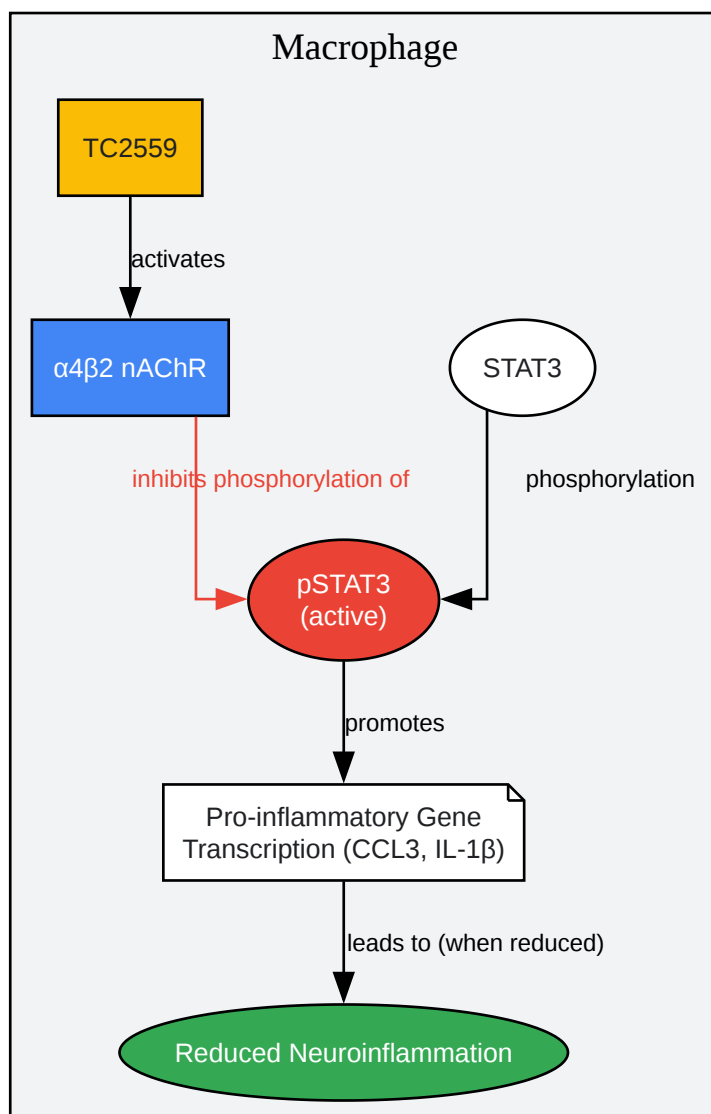 Macrophage
TC2559
activates
α4β2 nAChR
STAT3
inhibits phosphorylation of
phosphorylation
pSTAT3
(active)
promotes
Pro-inflammatory Gene
Transcription (CCL3, IL-1β)
leads to (when reduced)
Reduced Neuroinflammation